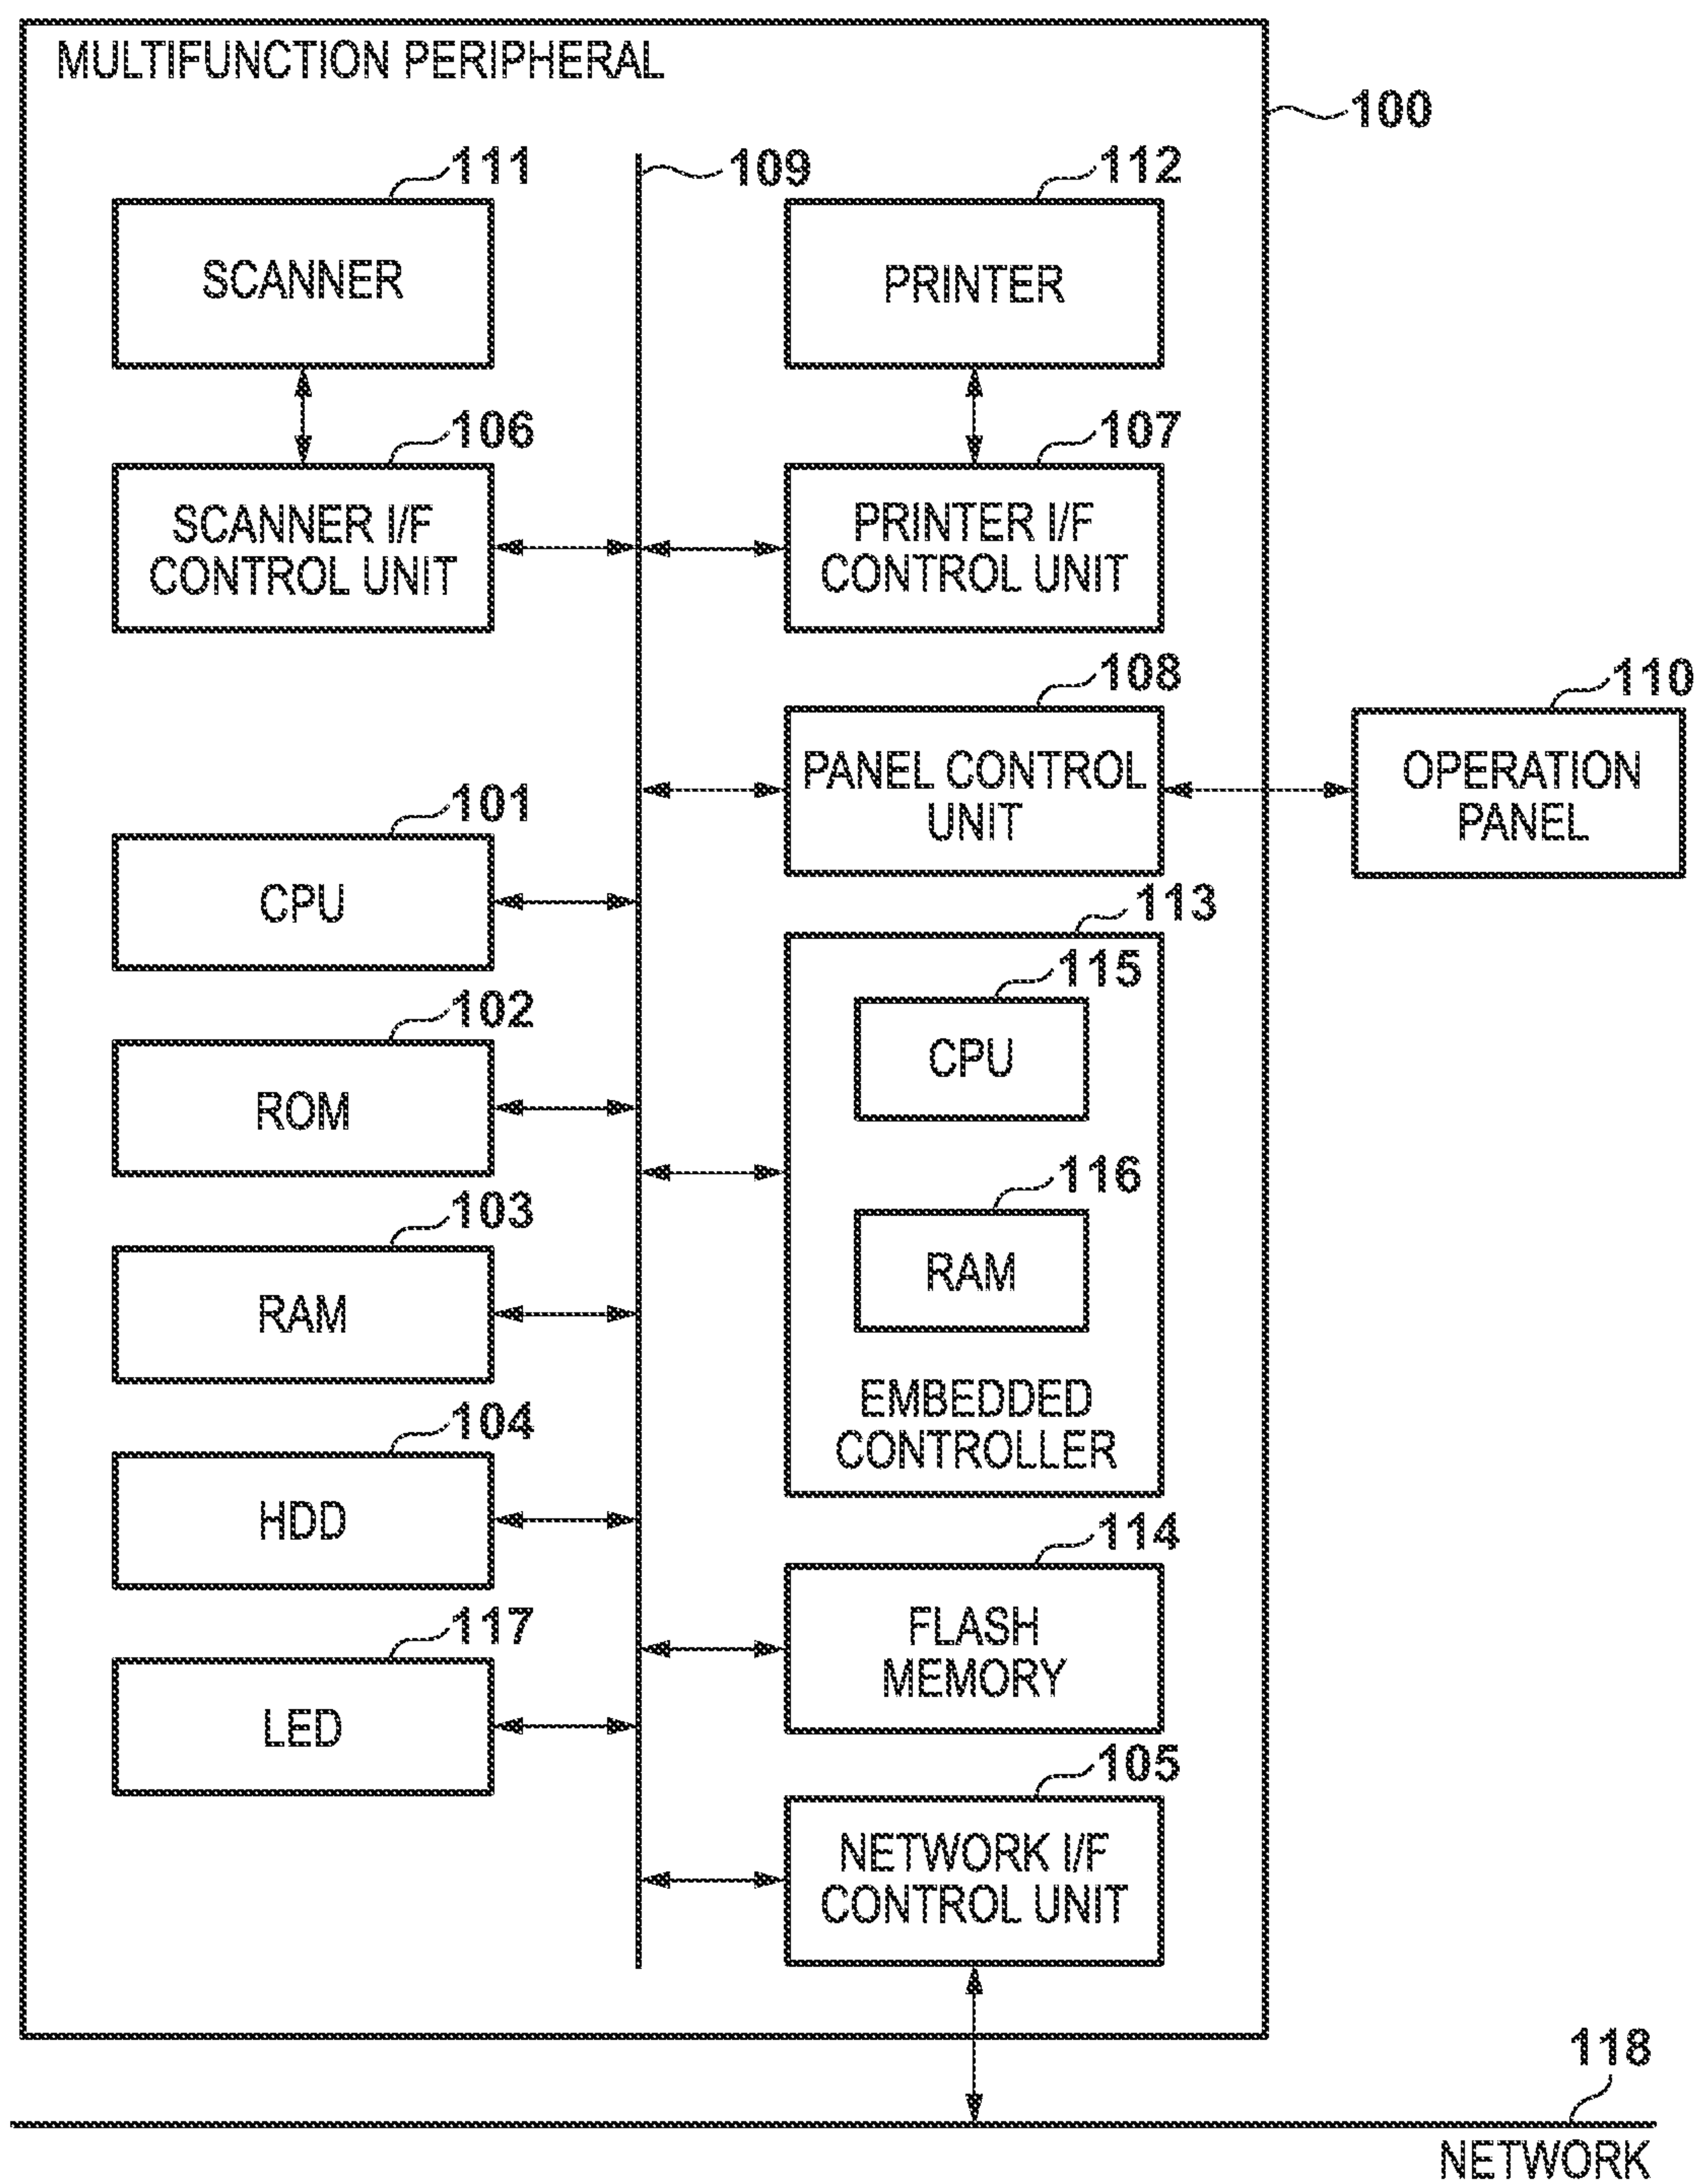 MULTIFUNCTION PERIPHERAL
100
111
109
112
SCANNER
PRINTER
106
107
SCANNER I/F
CONTROL UNIT
PRINTER I/F
CONTROL UNIT
108
110
PANEL CONTROL
UNIT
OPERATION
PANEL
101
CPU
113
115
CPU
102
ROM
116
RAM
103
RAM
EMBEDDED
CONTROLLER
104
HDD
114
FLASH
MEMORY
117
LED
105
NETWORK I/F
CONTROL UNIT
118
NETWORK